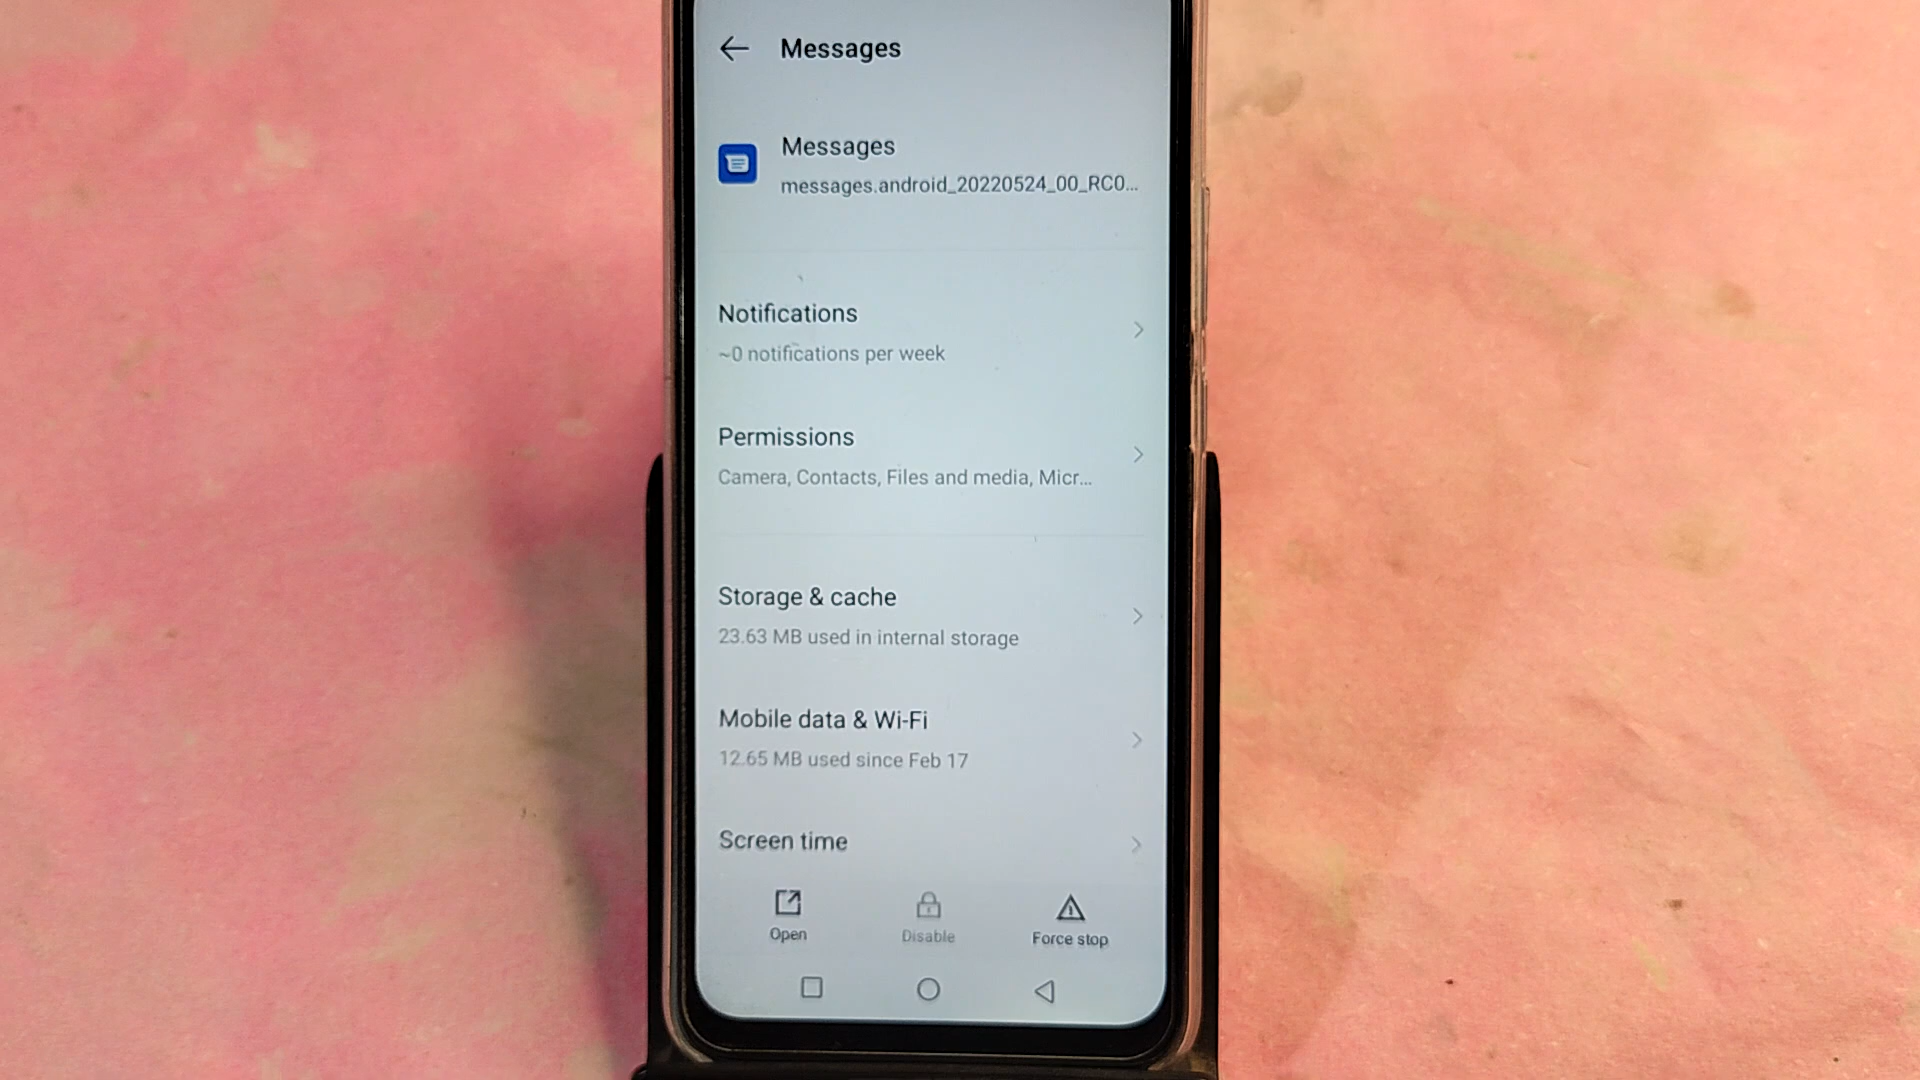 Messages
Messages
messages.android_20220524_00_RC0...
Notifications
~0 notifications per week
Permissions
Camera, Contacts, Files and media, Micr...
Storage & cache
23.63 MB used in internal storage
Mobile data & Wi-Fi
12.65 MB used since Feb 17
Screen time
Open
Disable
Force stop